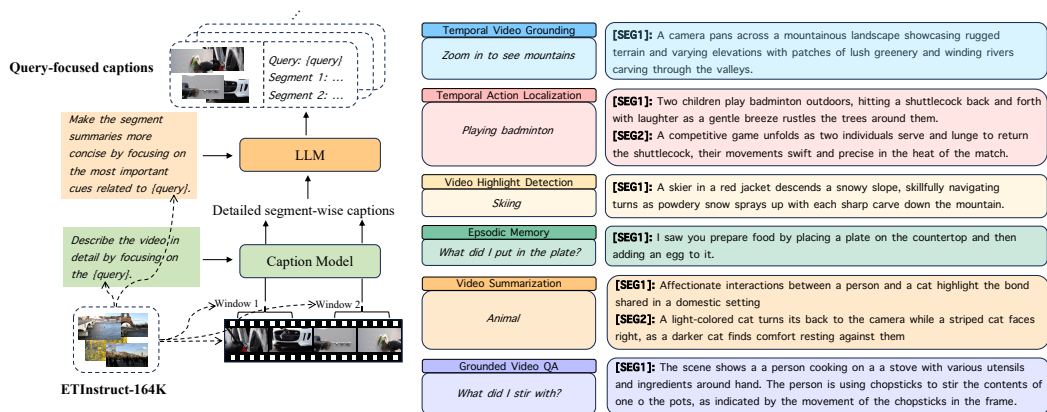 Query-focused captions
Query: {query}
Segment 1: ...
Segment 2: ...
Make the segment
summaries more
concise by focusing on
the most important
cues related to {query}.
LLM
Detailed segment-wise captions
Describe the video in
detail by focusing on
the {query}.
Caption Model
Window 1
Window 2
ETInstruct-164K
Temporal Video Grounding
Zoom in to see mountains
[SEG1]: A camera pans across a mountainous landscape showcasing rugged
terrain and varying elevations with patches of lush greenery and winding rivers
carving through the valleys.
Temporal Action Localization
Playing badminton
[SEG1]: Two children play badminton outdoors, hitting a shuttlecock back and forth
with laughter as a gentle breeze rustles the trees around them.
[SEG2]: A competitive game unfolds as two individuals serve and lunge to return
the shuttlecock, their movements swift and precise in the heat of the match.
Video Highlight Detection
Skiing
[SEG1]: A skier in a red jacket descends a snowy slope, skillfully navigating
turns as powdery snow sprays up with each sharp carve down the mountain.
Epsodic Memory
What did I put in the plate?
[SEG1]: I saw you prepare food by placing a plate on the countertop and then
adding an egg to it.
Video Summarization
Animal
[SEG1]: Affectionate interactions between a person and a cat highlight the bond
shared in a domestic setting
[SEG2]: A light-colored cat turns its back to the camera while a striped cat faces
right, as a darker cat finds comfort resting against them
Grounded Video QA
What did I stir with?
[SEG1]: The scene shows a a person cooking on a a stove with various utensils
and ingredients around hand. The person is using chopsticks to stir the contents of
one o the pots, as indicated by the movement of the chopsticks in the frame.